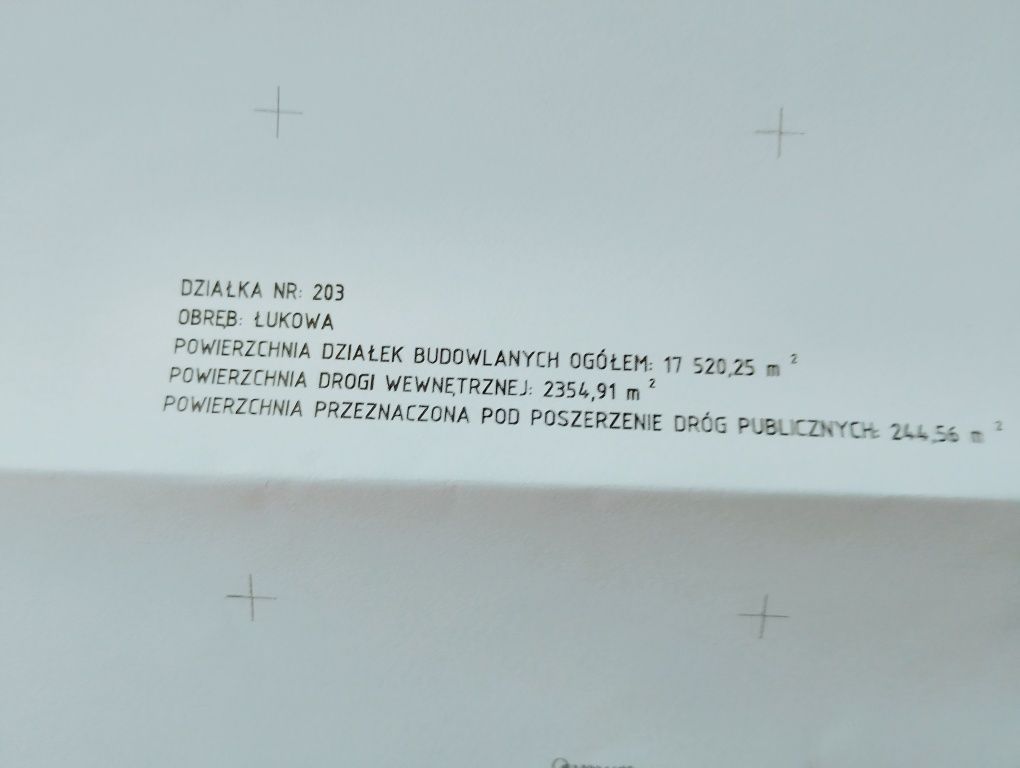 DZIAŁKA NR: 203
OBRĘB: ŁUKOWA
POWIERZCHNIA DZIAŁEK BUDOWLANYCH OGÓŁEM: 17 520,25 m ²
POWIERZCHNIA DROGI WEWNĘTRZNEJ: 2354,91 m ²
POWIERZCHNIA PRZEZNACZONA POD POSZERZENIE DRÓG PUBLICZNYCH: 244,56 m ²